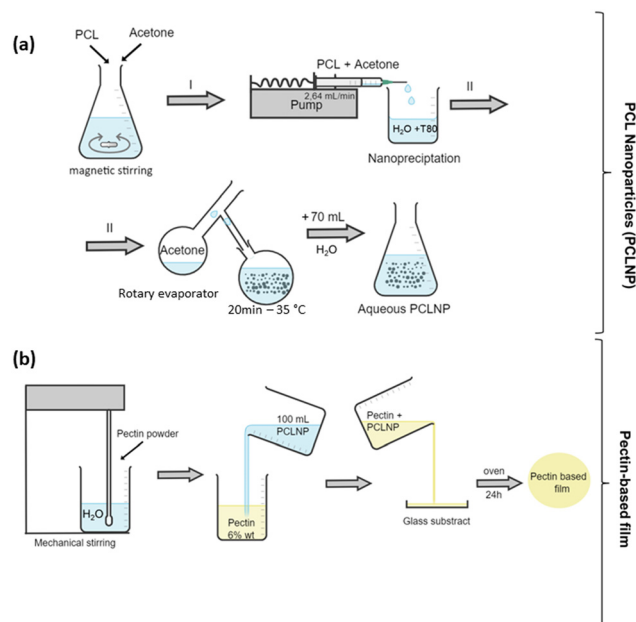 (a)
PCL
Acetone
magnetic stirring
I
PCL + Acetone
2,64 mL/min
Pump
H₂O +T80
Nanopreciptation
II
II
Acetone
Rotary evaporator
20min – 35 °C
+ 70 mL
H₂O
Aqueous PCLNP
PCL Nanoparticles (PCLNP)
(b)
Pectin powder
H₂O
Mechanical stirring
100 mL
PCLNP
Pectin
6% wt
Pectin +
PCLNP
Glass substract
oven
24h
Pectin based
film
Pectin-based film